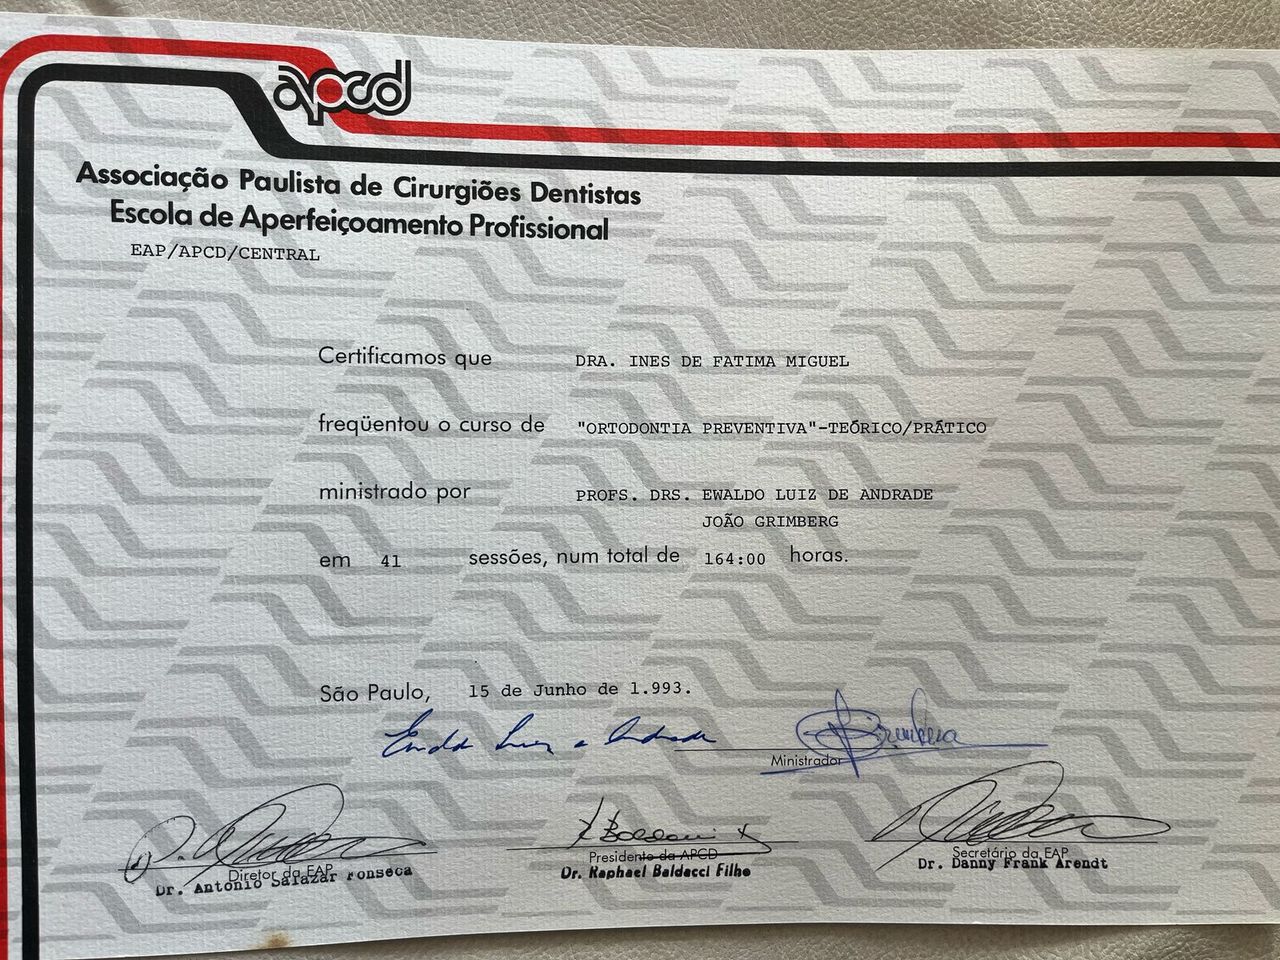 apcd
Associação Paulista de Cirurgiões Dentistas
Escola de Aperfeiçoamento Profissional
EAP/APCD/CENTRAL
Certificamos que DRA. INES DE FATIMA MIGUEL
freqüentou o curso de "ORTODONTIA PREVENTIVA"-TEÓRICO/PRÁTICO
ministrado por PROFS. DRS. EWALDO LUIZ DE ANDRADE
JOÃO GRIMBERG
em 41 sessões, num total de 164:00 horas.
São Paulo, 15 de Junho de 1.993.
Ministrador
Diretor da EAP
Dr. Antonio Salazar Fonseca
Presidente da APCD
Dr. Raphael Baldacci Filho
Secretário da EAP
Dr. Danny Frank Arendt